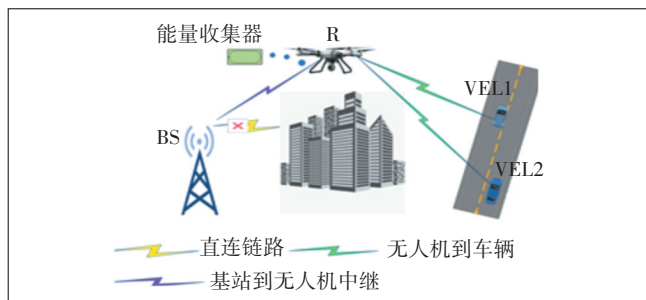 能量收集器
R
VEL1
BS
VEL2
直连链路
无人机到车辆
基站到无人机中继